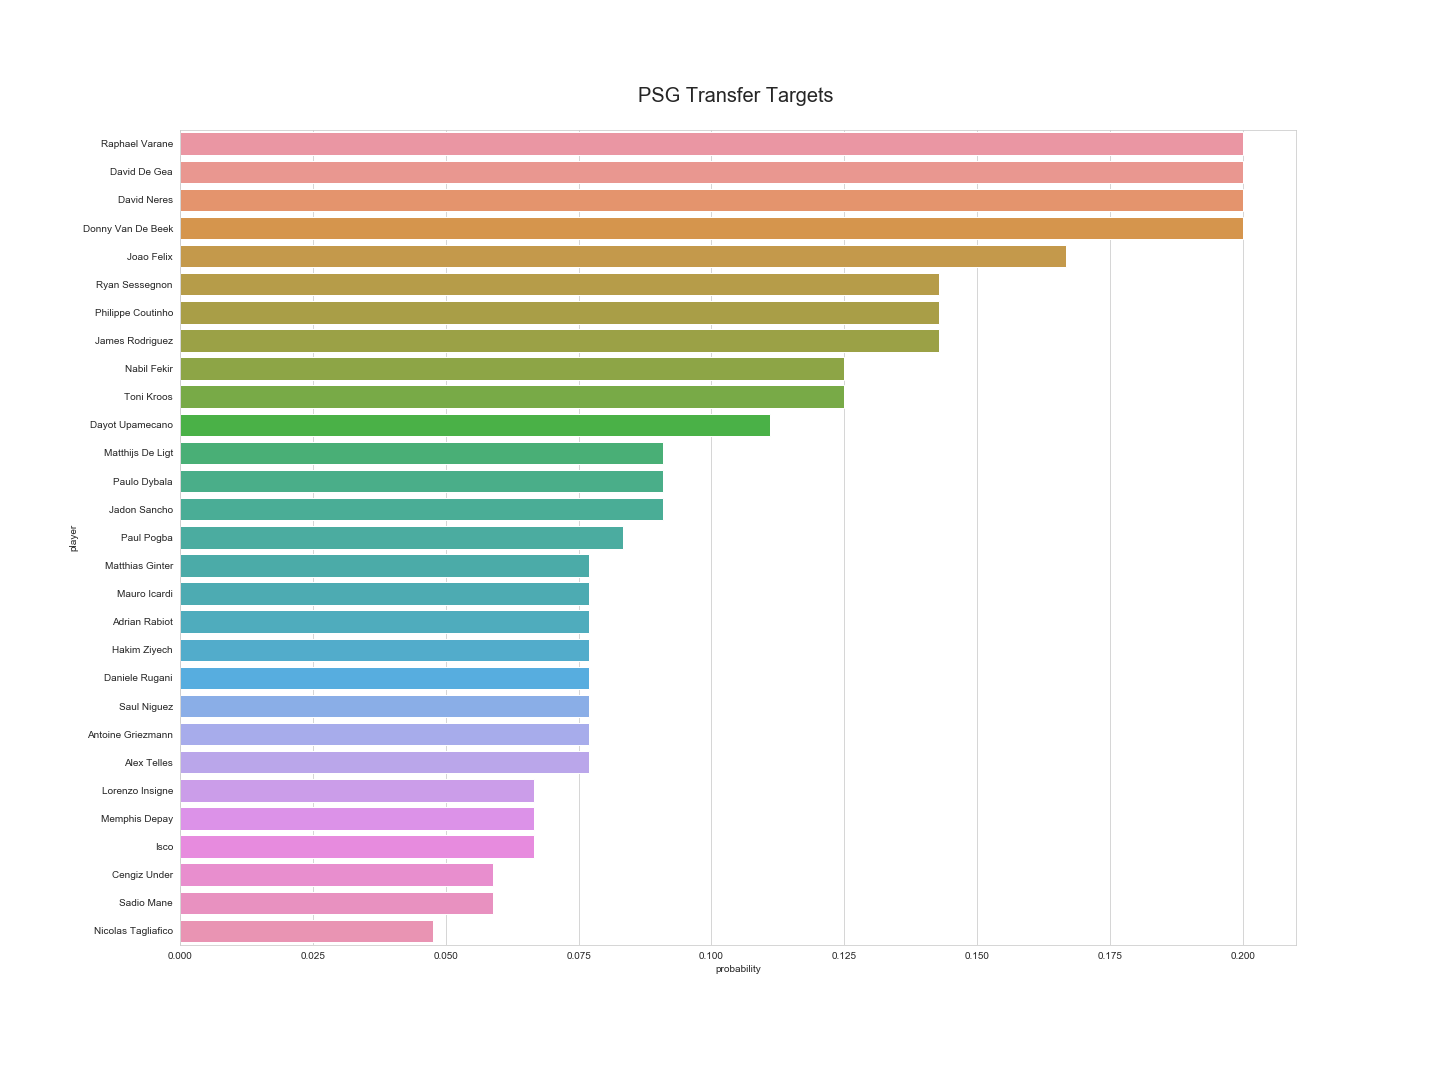 PSG Transfer Targets
Raphael Varane
David De Gea
David Neres
Donny Van De Beek
Joao Felix
Ryan Sessegnon
Philippe Coutinho
James Rodriguez
Nabil Fekir
Toni Kroos
Dayot Upamecano
Matthijs De Ligt
Paulo Dybala
Jadon Sancho
Paul Pogba
Matthias Ginter
Mauro Icardi
Adrian Rabiot
Hakim Ziyech
Daniele Rugani
Saul Niguez
Antoine Griezmann
Alex Telles
Lorenzo Insigne
Memphis Depay
Isco
Cengiz Under
Sadio Mane
Nicolas Tagliafico
player
0.000 0.025 0.050 0.075 0.100 0.125 0.150 0.175 0.200
probability